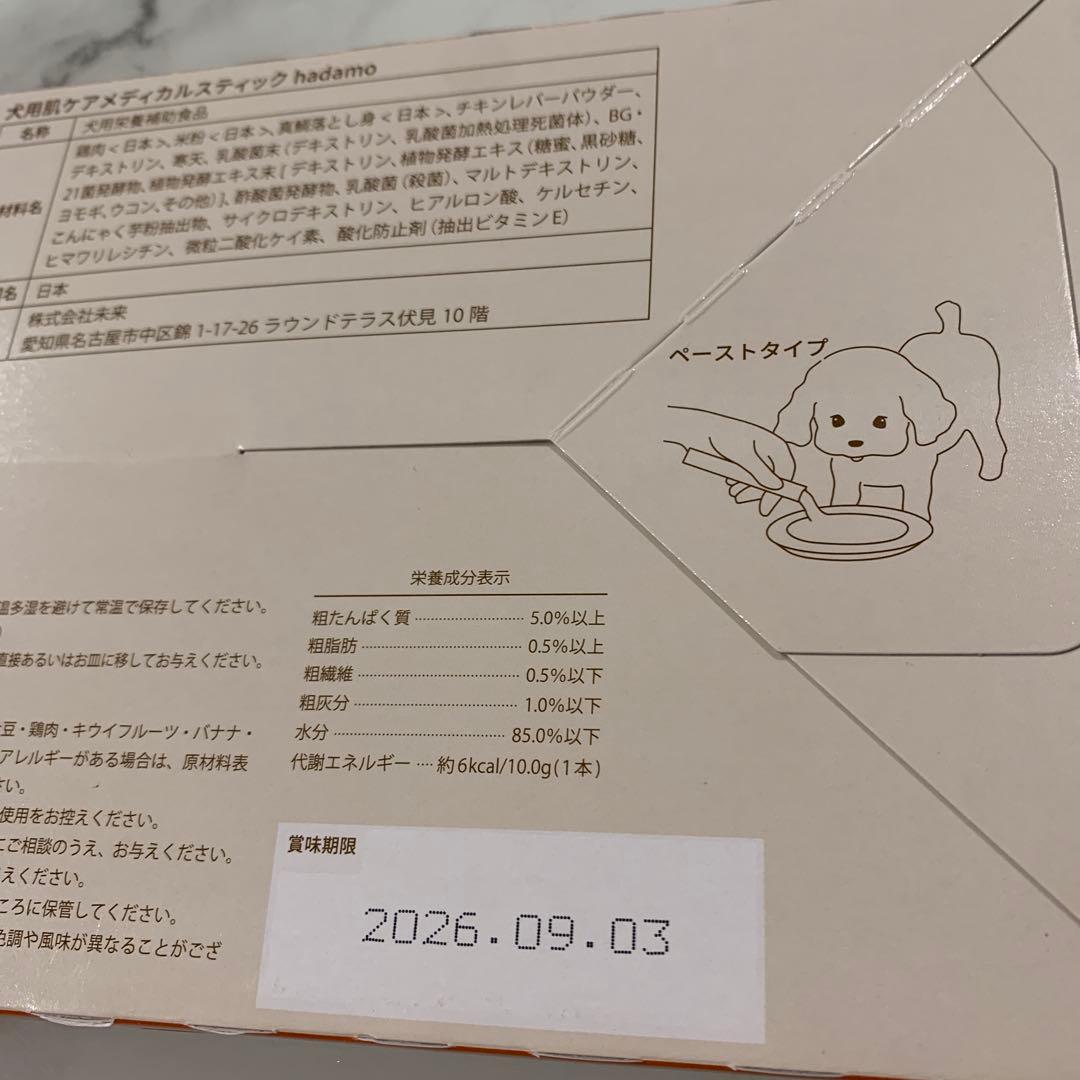 犬用肌ケアメディカルスティック hadamo
名称 犬用栄養補助食品
材料名 鶏肉＜日本＞、米粉＜日本＞、真鯛落とし身＜日本＞、チキンレバーパウダー、
デキストリン、寒天、乳酸菌末（デキストリン、乳酸菌加熱処理死菌体）、BG・
21菌発酵物、植物発酵エキス末［デキストリン、植物発酵エキス（糖蜜、黒砂糖、
ヨモギ、ウコン、その他）］、酢酸菌発酵物、乳酸菌（殺菌）、マルトデキストリン、
こんにゃく芋粉抽出物、サイクロデキストリン、ヒアルロン酸、ケルセチン、
ヒマワリレシチン、微粒二酸化ケイ素、酸化防止剤（抽出ビタミンE）
名 日本
株式会社未来
愛知県名古屋市中区錦 1-17-26 ラウンドテラス伏見 10 階
ペーストタイプ
温多湿を避けて常温で保存してください。
）
直接あるいはお皿に移してお与えください。
豆・鶏肉・キウイフルーツ・バナナ・
アレルギーがある場合は、原材料表
さい。
使用をお控えください。
にご相談のうえ、お与えください。
えください。
ころに保管してください。
色調や風味が異なることがござ
栄養成分表示
粗たんぱく質 ････････････････ 5.0%以上
粗脂肪 ････････････････ 0.5%以上
粗繊維 ････････････････ 0.5%以下
粗灰分 ････････････････ 1.0%以下
水分 ････････････････ 85.0%以下
代謝エネルギー ････ 約6kcal/10.0g（1本）
賞味期限
2026.09.03